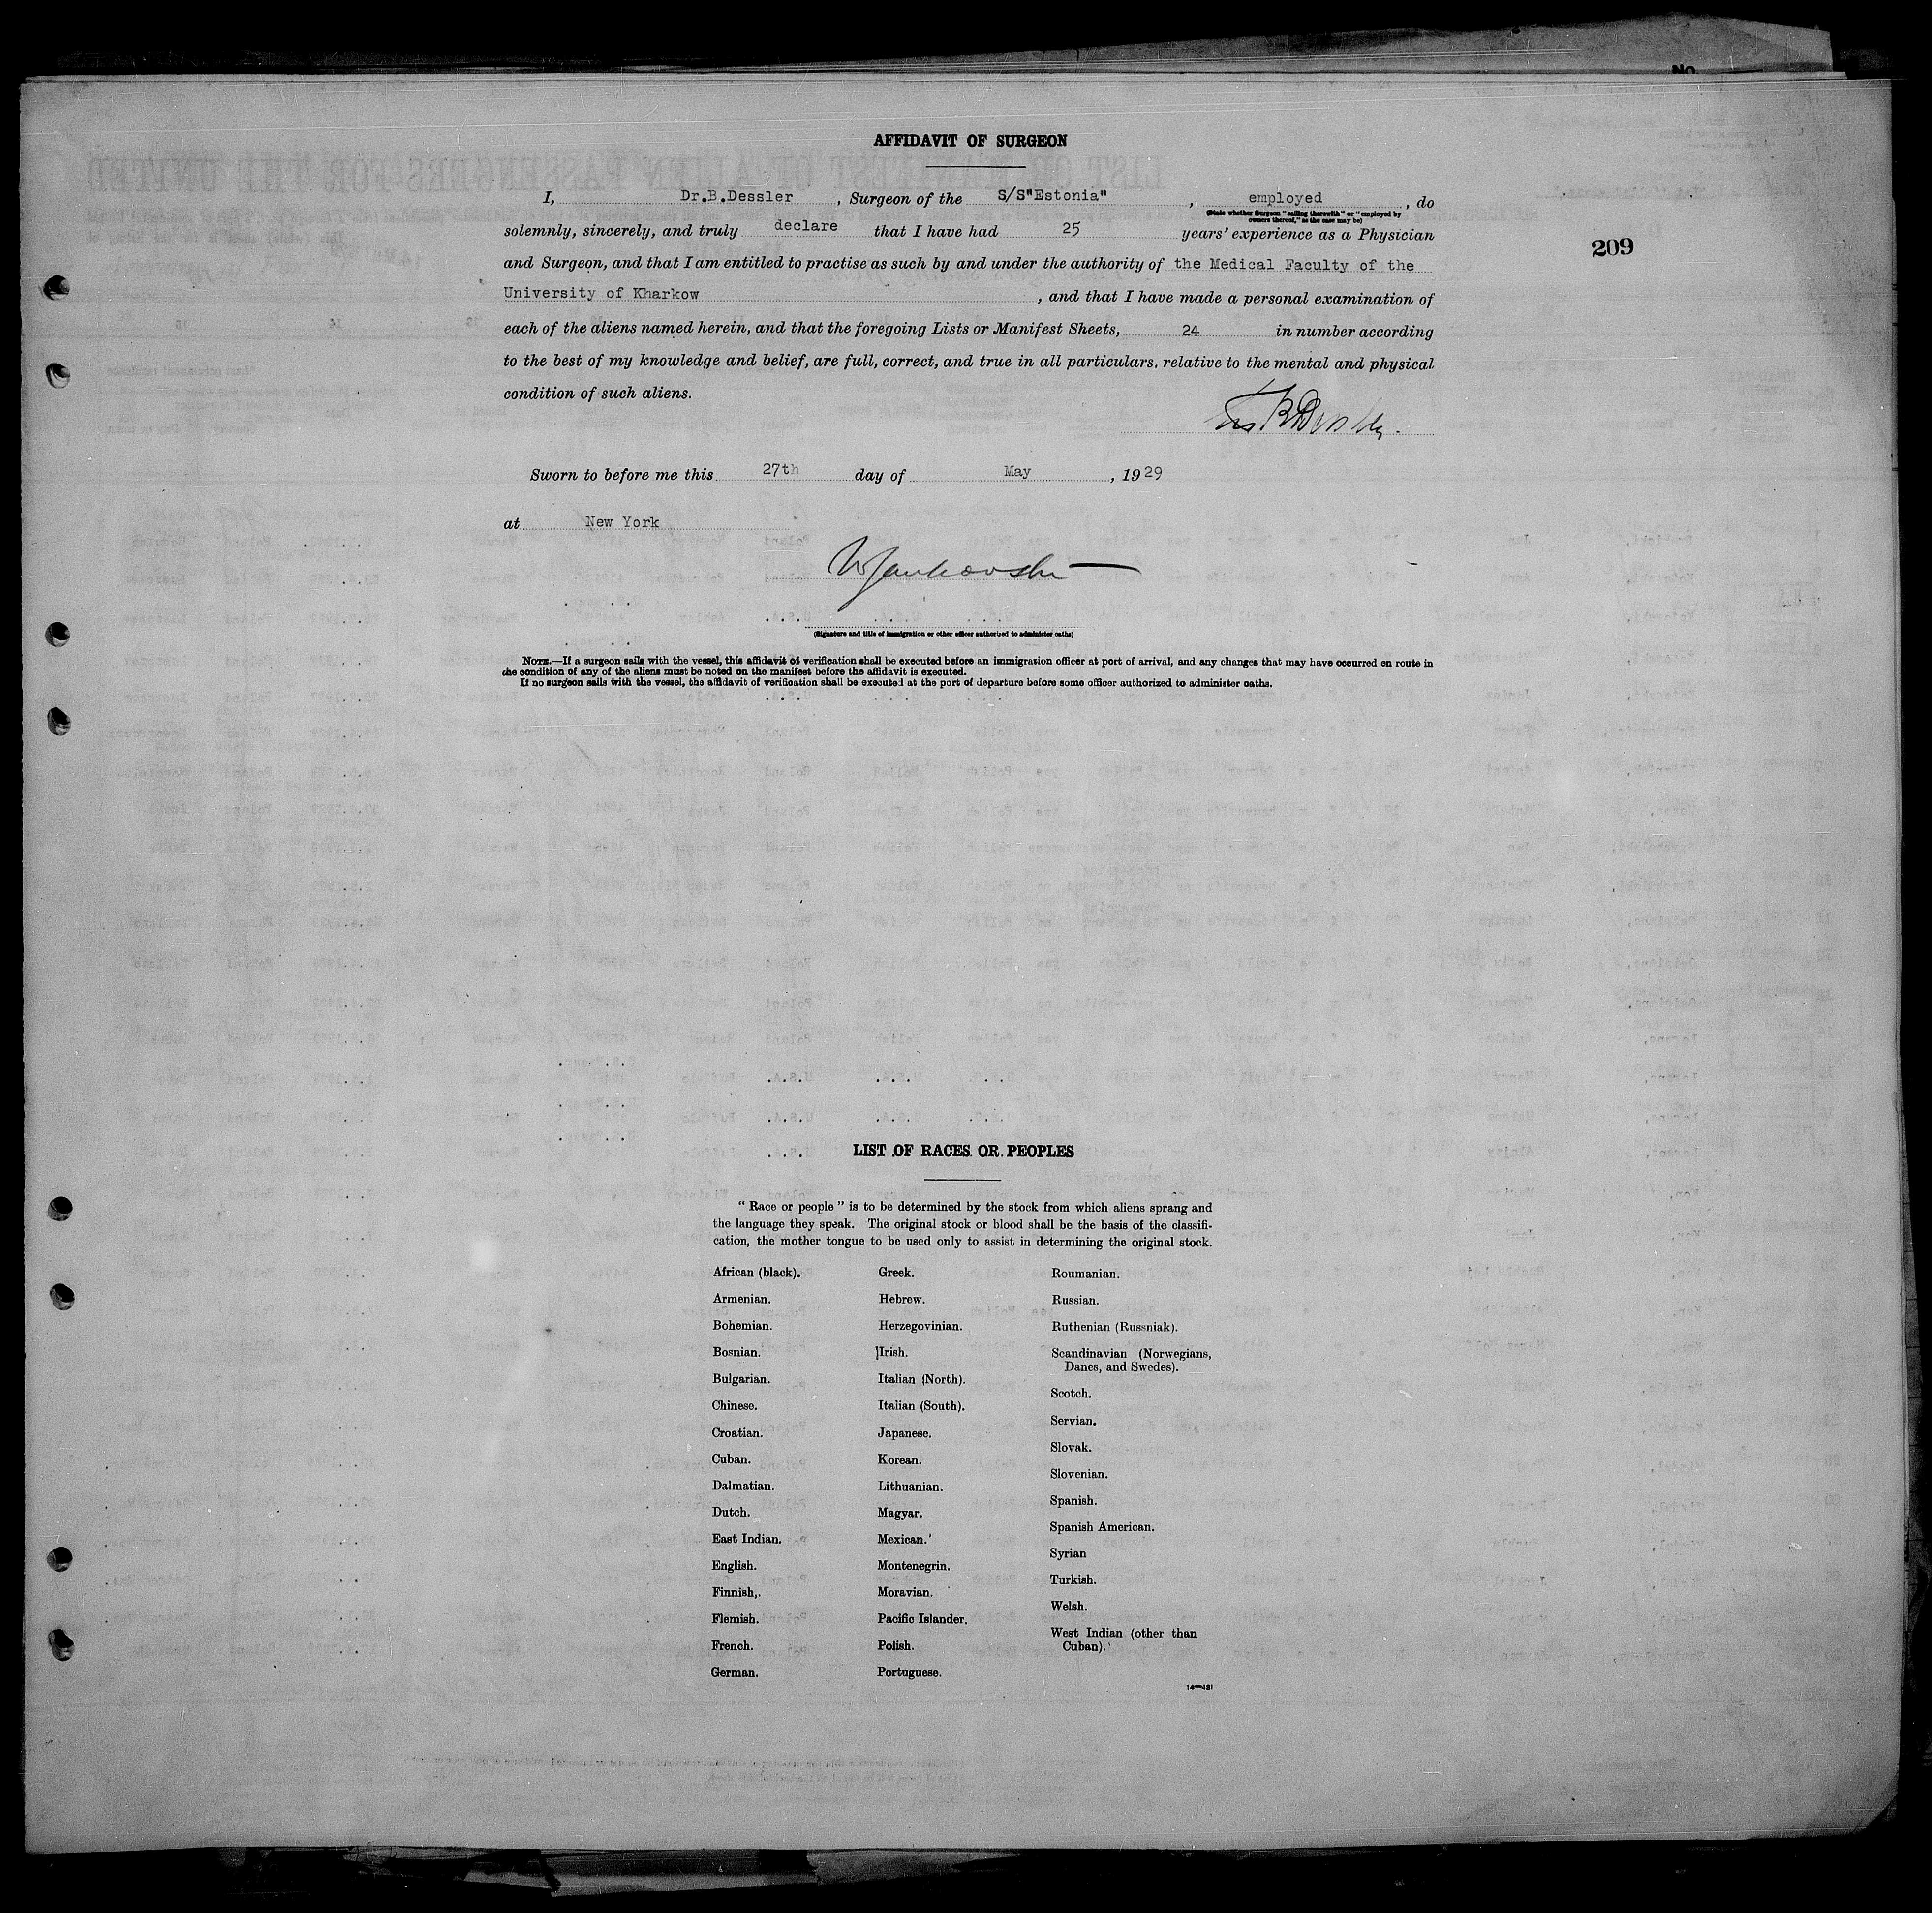 No
AFFIDAVIT OF SURGEON
I, Dr.B.Dessler , Surgeon of the S/S"Estonia" , employed , do
(State whether Surgeon "sailing therewith" or "employed by
owners thereof," as the case may be)
solemnly, sincerely, and truly declare that I have had 25 years' experience as a Physician
209
and Surgeon, and that I am entitled to practise as such by and under the authority of the Medical Faculty of the
University of Kharkow , and that I have made a personal examination of
each of the aliens named herein, and that the foregoing Lists or Manifest Sheets, 24 in number according
to the best of my knowledge and belief, are full, correct, and true in all particulars, relative to the mental and physical
condition of such aliens.
B Dessler.
Sworn to before me this 27th day of May , 1929
at New York
(Signature and title of immigration or other officer authorized to administer oaths)
NOTE.—If a surgeon sails with the vessel, this affidavit of verification shall be executed before an immigration officer at port of arrival, and any changes that may have occurred en route in
the condition of any of the aliens must be noted on the manifest before the affidavit is executed.
If no surgeon sails with the vessel, the affidavit of verification shall be executed at the port of departure before some officer authorized to administer oaths.
LIST OF RACES OR PEOPLES
"Race or people" is to be determined by the stock from which aliens sprang and
the language they speak. The original stock or blood shall be the basis of the classifi-
cation, the mother tongue to be used only to assist in determining the original stock.
African (black).
Armenian.
Bohemian.
Bosnian.
Bulgarian.
Chinese.
Croatian.
Cuban.
Dalmatian.
Dutch.
East Indian.
English.
Finnish,.
Flemish.
French.
German.
Greek.
Hebrew.
Herzegovinian.
Irish.
Italian (North).
Italian (South).
Japanese.
Korean.
Lithuanian.
Magyar.
Mexican.
Montenegrin.
Moravian.
Pacific Islander.
Polish.
Portuguese.
Roumanian.
Russian.
Ruthenian (Russniak).
Scandinavian (Norwegians,
Danes, and Swedes).
Scotch.
Servian.
Slovak.
Slovenian.
Spanish.
Spanish American.
Syrian
Turkish.
Welsh.
West Indian (other than
Cuban).
14—481